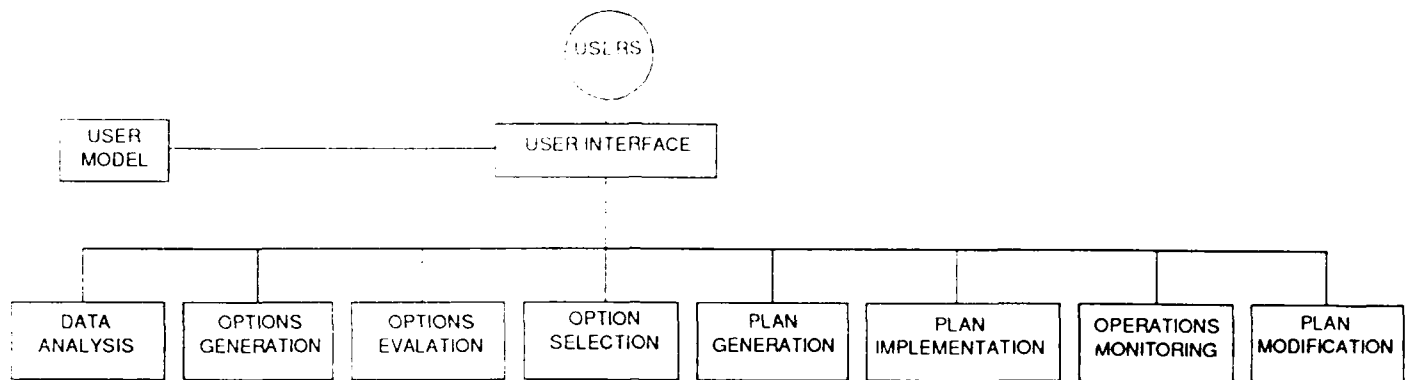 USERS
USER
MODEL
USER INTERFACE
DATA
ANALYSIS
OPTIONS
GENERATION
OPTIONS
EVALATION
OPTION
SELECTION
PLAN
GENERATION
PLAN
IMPLEMENTATION
OPERATIONS
MONITORING
PLAN
MODIFICATION